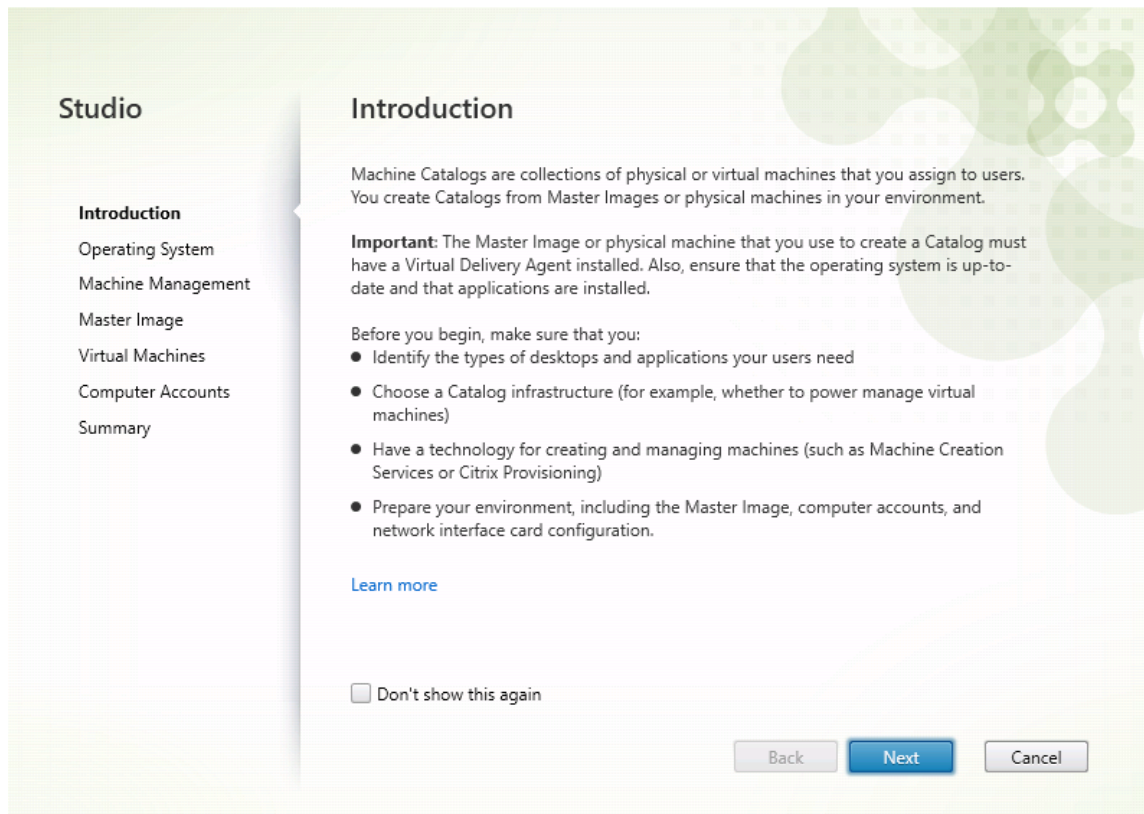 Studio
Introduction
Operating System
Machine Management
Master Image
Virtual Machines
Computer Accounts
Summary
Introduction
Machine Catalogs are collections of physical or virtual machines that you assign to users.
You create Catalogs from Master Images or physical machines in your environment.
Important: The Master Image or physical machine that you use to create a Catalog must
have a Virtual Delivery Agent installed. Also, ensure that the operating system is up-to-
date and that applications are installed.
Before you begin, make sure that you:
● Identify the types of desktops and applications your users need
● Choose a Catalog infrastructure (for example, whether to power manage virtual
machines)
● Have a technology for creating and managing machines (such as Machine Creation
Services or Citrix Provisioning)
● Prepare your environment, including the Master Image, computer accounts, and
network interface card configuration.
Learn more
Don't show this again
Back Next Cancel